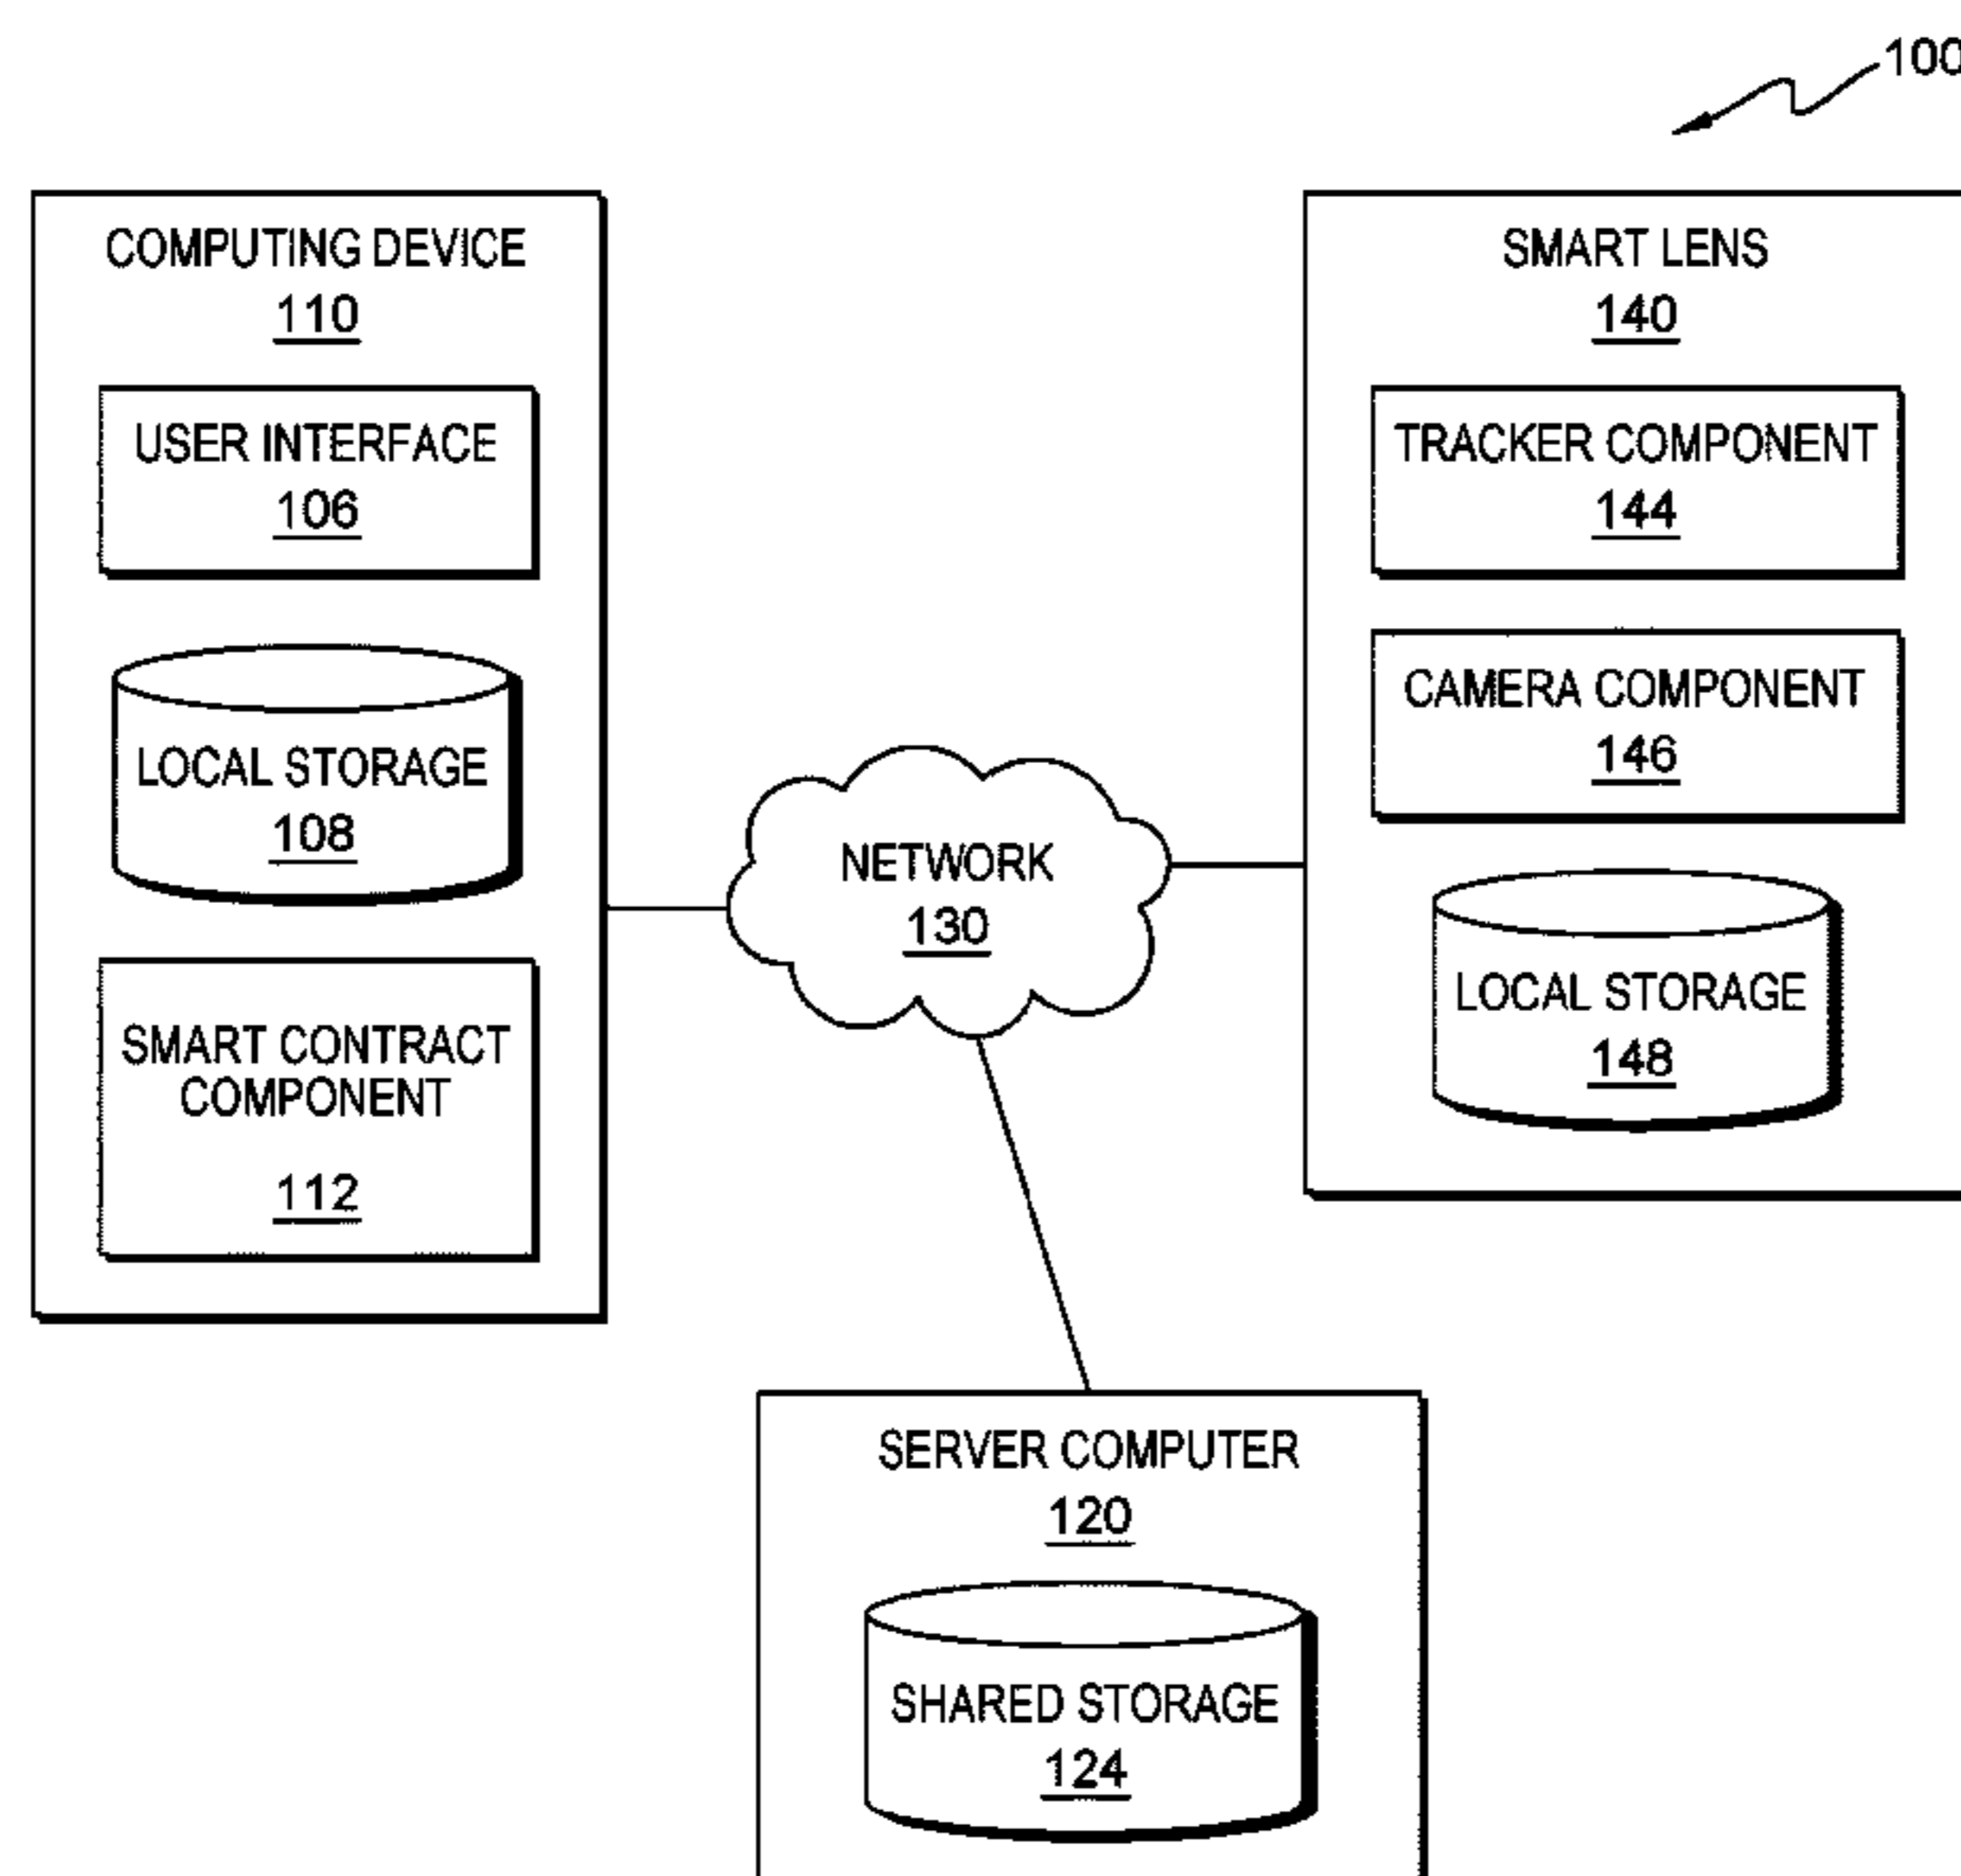 100
COMPUTING DEVICE
110
USER INTERFACE
106
LOCAL STORAGE
108
SMART CONTRACT
COMPONENT
112
NETWORK
130
SMART LENS
140
TRACKER COMPONENT
144
CAMERA COMPONENT
146
LOCAL STORAGE
148
SERVER COMPUTER
120
SHARED STORAGE
124